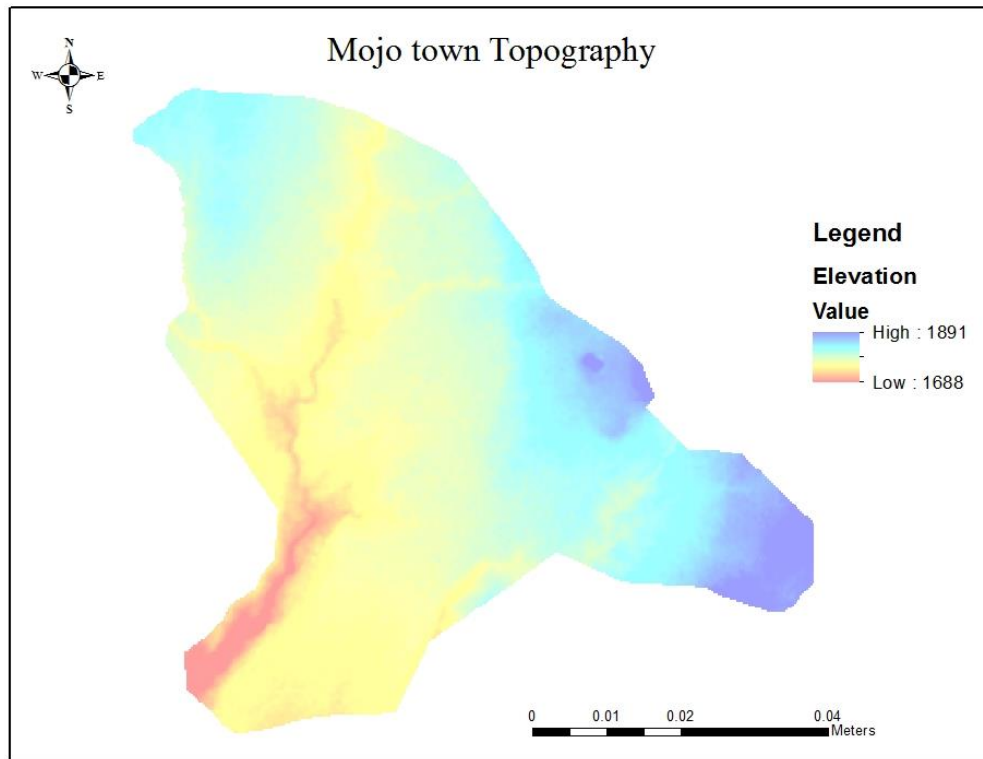 Mojo town Topography
N
W E
S
Legend
Elevation
Value
High : 1891
Low : 1688
0 0.01 0.02 0.04
Meters